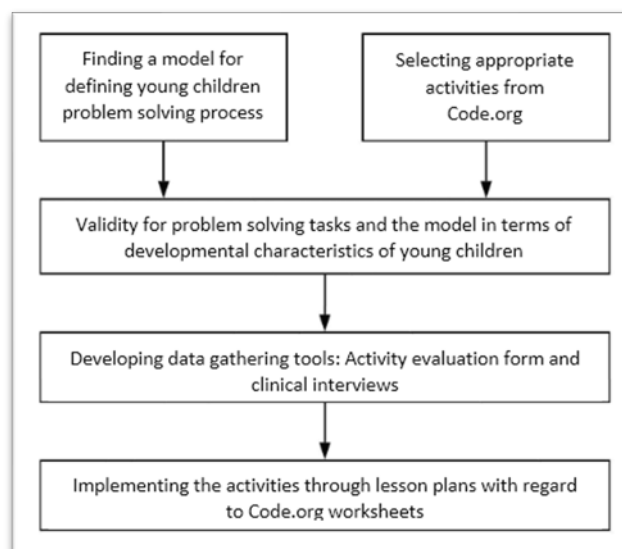 Finding a model for
defining young children
problem solving process
Selecting appropriate
activities from
Code.org
Validity for problem solving tasks and the model in terms of
developmental characteristics of young children
Developing data gathering tools: Activity evaluation form and
clinical interviews
Implementing the activities through lesson plans with regard
to Code.org worksheets